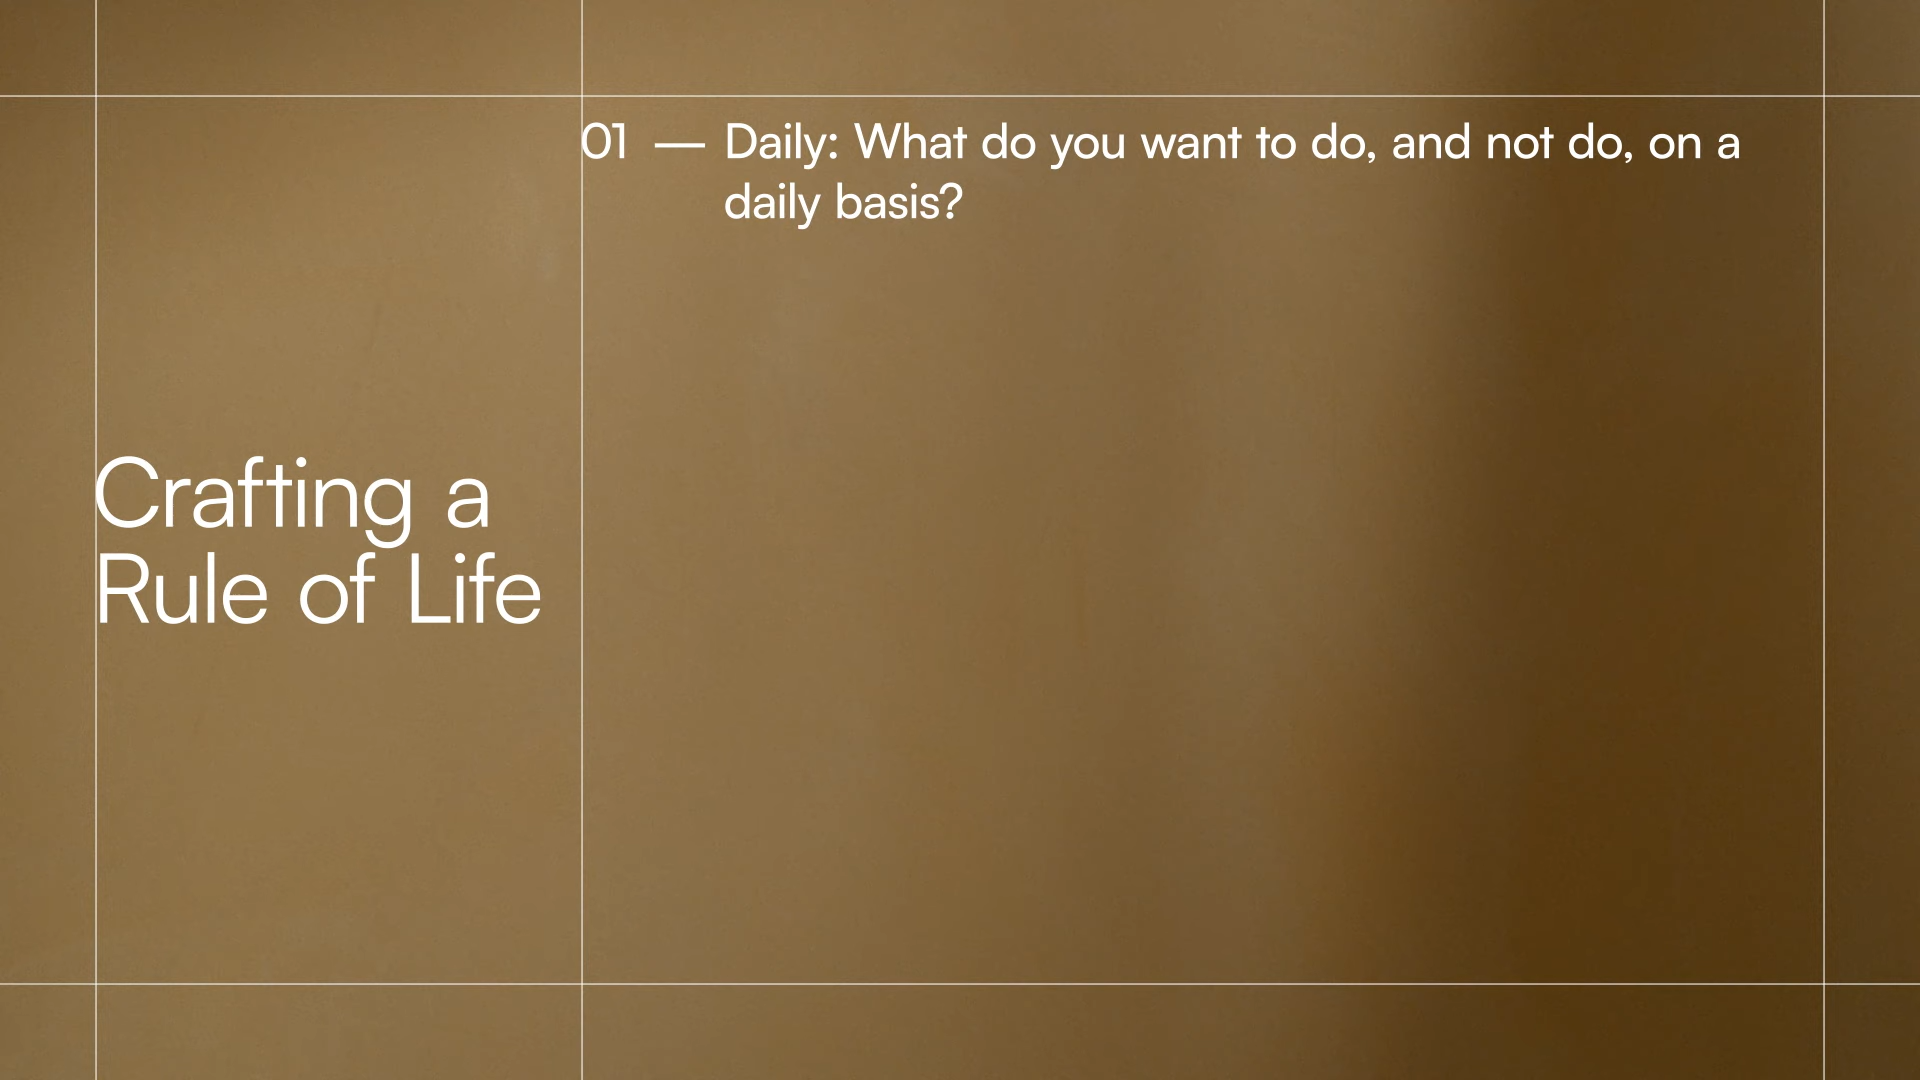 Crafting a
Rule of Life
01 — Daily: What do you want to do, and not do, on a
daily basis?